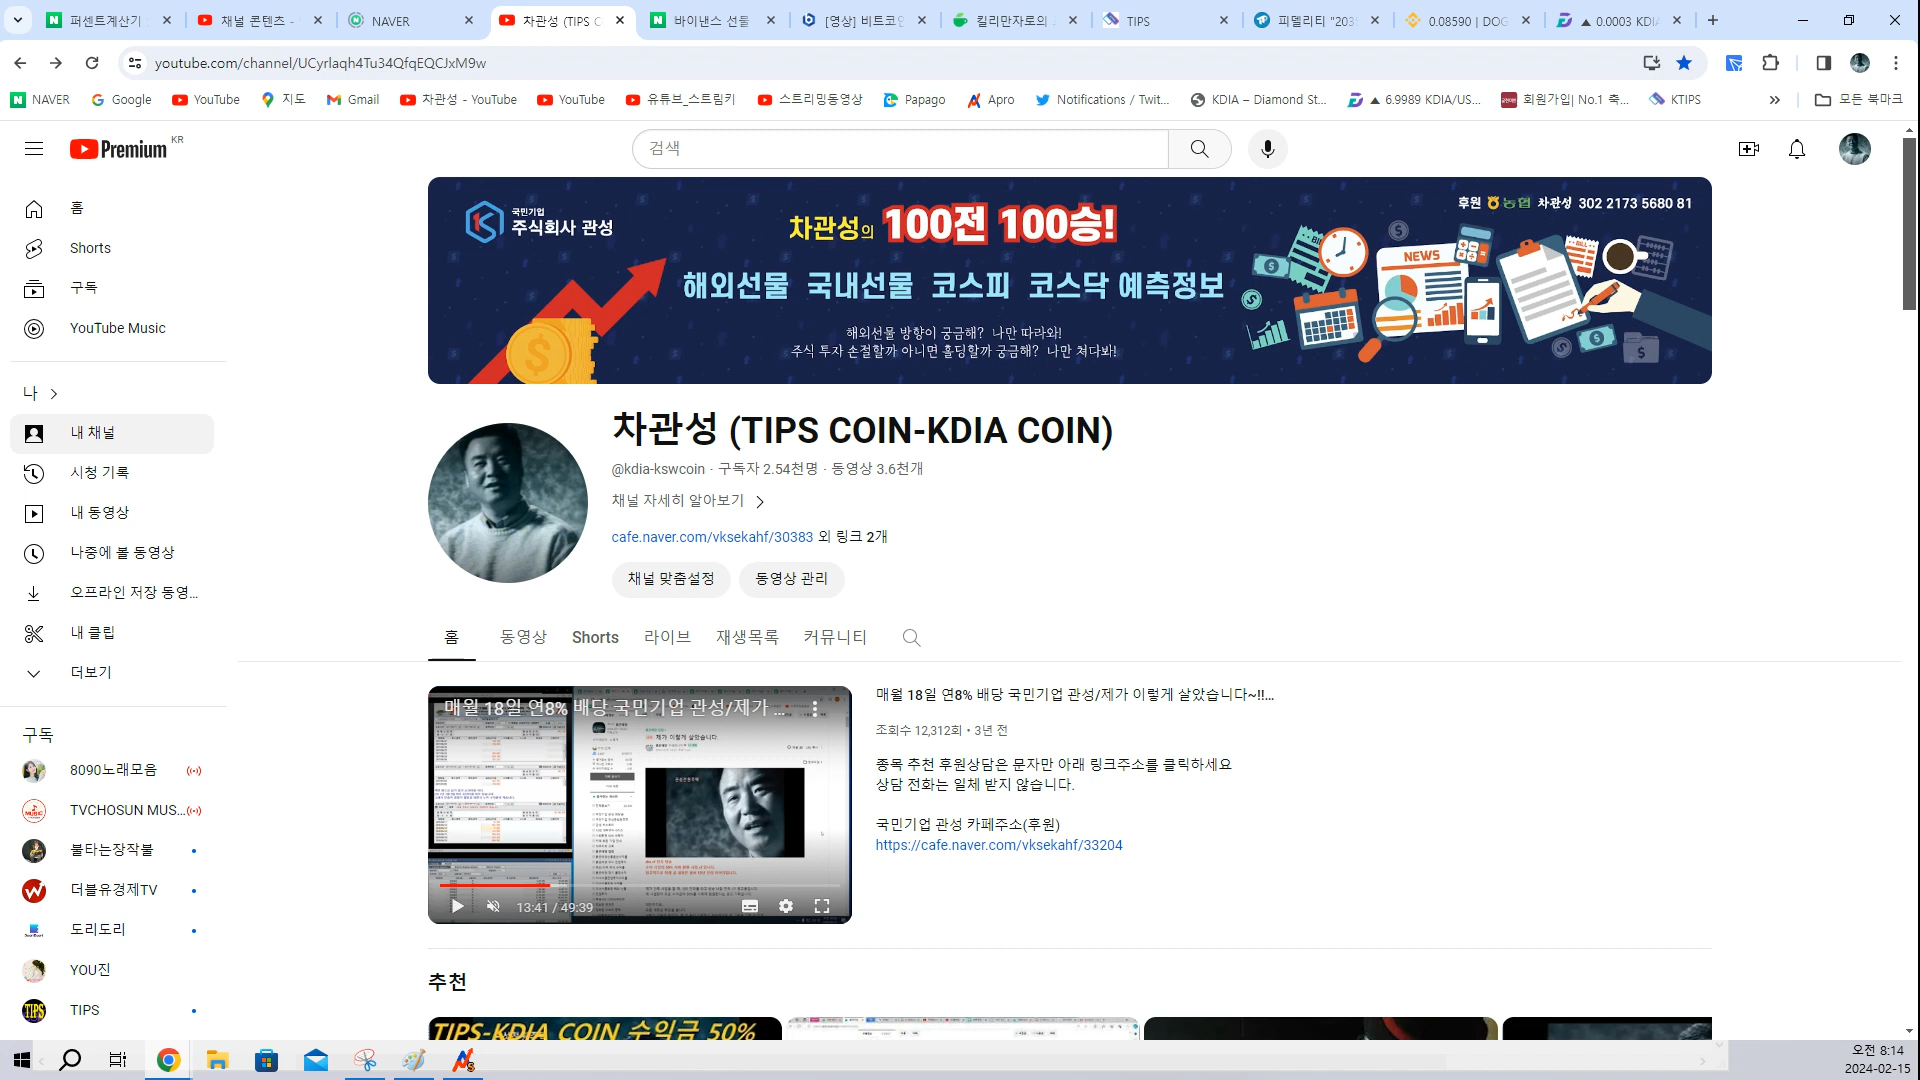 퍼센트계산기
채널 콘텐츠 -
NAVER
차관성 (TIPS C
바이낸스 선물
[영상] 비트코인
킬리만자로의
TIPS
피델리티 "203
0.08590 | DOG
▲ 0.0003 KDIA
youtube.com/channel/UCyrlaqh4Tu34QfqEQCJxM9w
NAVER
Google
YouTube
지도
Gmail
차관성 - YouTube
YouTube
유튜브_스트림키
스트리밍동영상
Papago
Apro
Notifications / Twit...
KDIA – Diamond St...
▲ 6.9989 KDIA/US...
회원가입| No.1 축...
KTIPS
모든 북마크
Premium KR
검색
홈
Shorts
구독
YouTube Music
나
내 채널
시청 기록
내 동영상
나중에 볼 동영상
오프라인 저장 동영...
내 클립
더보기
구독
8090노래모음
TVCHOSUN MUS...
불타는장작불
더블유경제TV
도리도리
YOU진
TIPS
국민기업
주식회사 관성
차관성의 100전 100승!
후원 농협 차관성 302 2173 5680 81
해외선물 국내선물 코스피 코스닥 예측정보
해외선물 방향이 궁금해? 나만 따라와!
주식 투자 손절할까 아니면 홀딩할까 궁금해? 나만 쳐다봐!
NEWS
BILL
차관성 (TIPS COIN-KDIA COIN)
@kdia-kswcoin · 구독자 2.54천명 · 동영상 3.6천개
채널 자세히 알아보기
cafe.naver.com/vksekahf/30383 외 링크 2개
채널 맞춤설정
동영상 관리
홈
동영상
Shorts
라이브
재생목록
커뮤니티
매월 18일 연8% 배당 국민기업 관성/제가 ...
제가 이렇게 살았습니다.
13:41 / 49:39
매월 18일 연8% 배당 국민기업 관성/제가 이렇게 살았습니다~!!...
조회수 12,312회 • 3년 전
종목 추천 후원상담은 문자만 아래 링크주소를 클릭하세요
상담 전화는 일체 받지 않습니다.
국민기업 관성 카페주소(후원)
https://cafe.naver.com/vksekahf/33204
추천
TIPS-KDIA COIN 수익금 50%
오전 8:14
2024-02-15